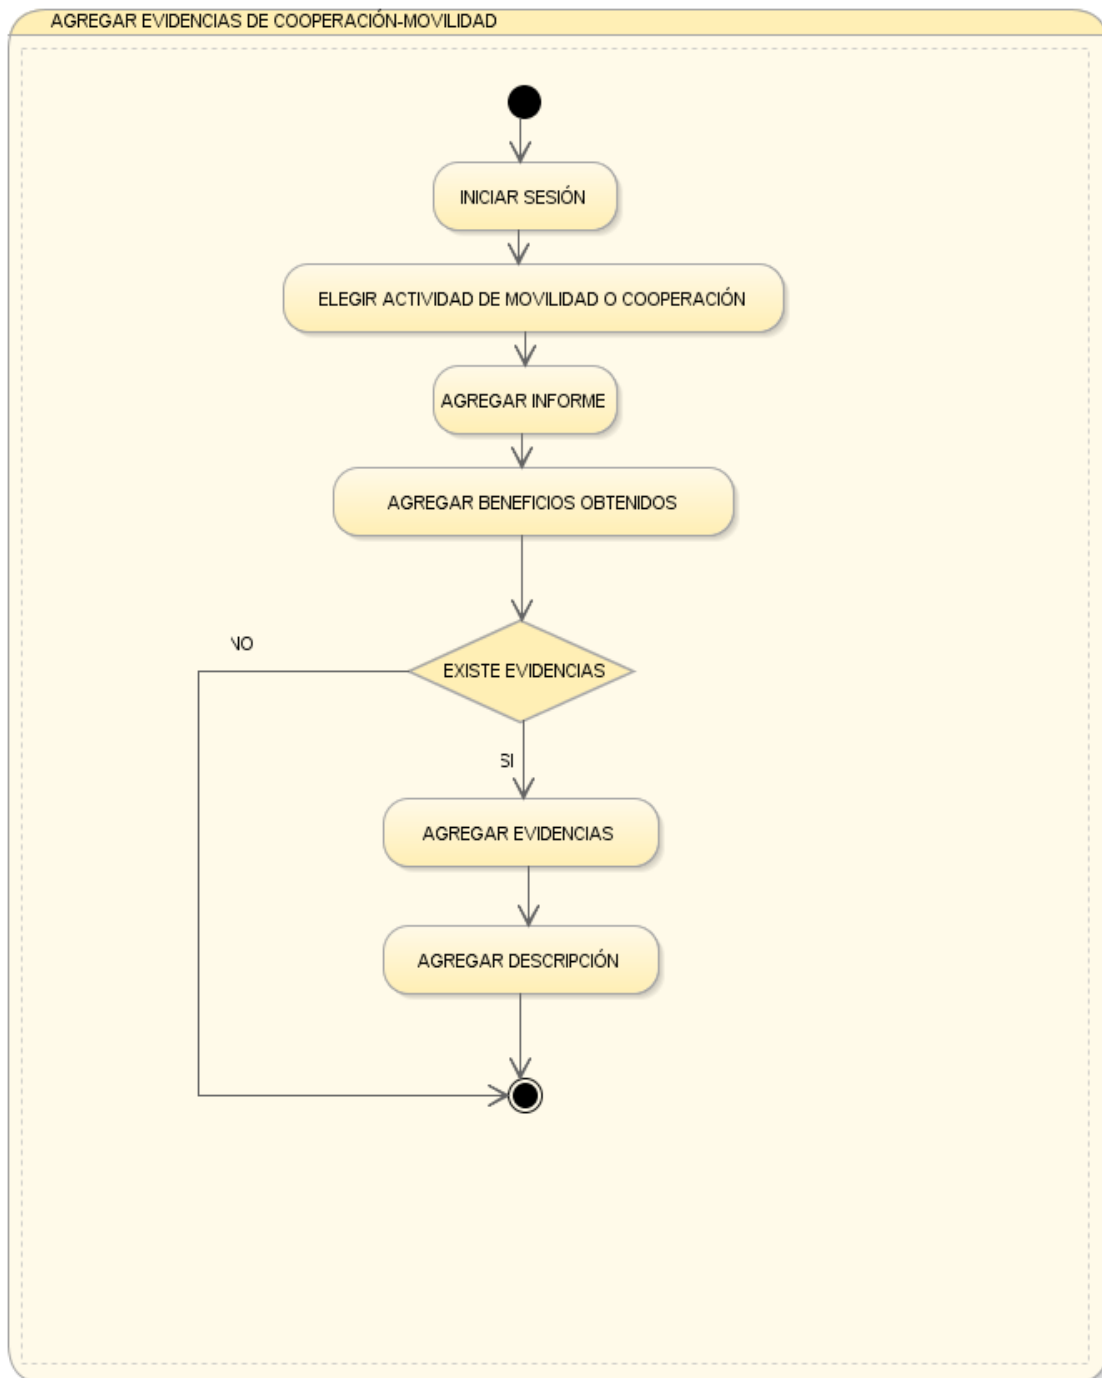 AGREGAR EVIDENCIAS DE COOPERACIÓN-MOVILIDAD
INICIAR SESIÓN
ELEGIR ACTIVIDAD DE MOVILIDAD O COOPERACIÓN
AGREGAR INFORME
AGREGAR BENEFICIOS OBTENIDOS
NO
EXISTE EVIDENCIAS
SI
AGREGAR EVIDENCIAS
AGREGAR DESCRIPCIÓN